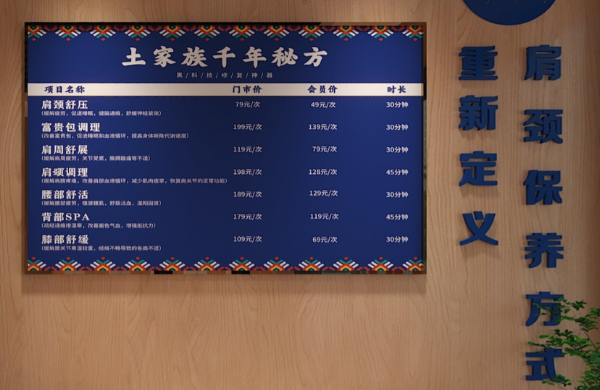 土家族千年秘方
黑/科/技/修/复/神/器
项目名称 门市价 会员价 时长
肩颈舒压 79元/次 49元/次 30分钟
富贵包调理 199元/次 139元/次 30分钟
肩周舒展 119元/次 79元/次 30分钟
肩颈调理 198元/次 128元/次 45分钟
腰部舒活 189元/次 129元/次 30分钟
背部SPA 179元/次 119元/次 45分钟
膝部舒缓 109元/次 69元/次 30分钟
肩颈保养方式
重新定义